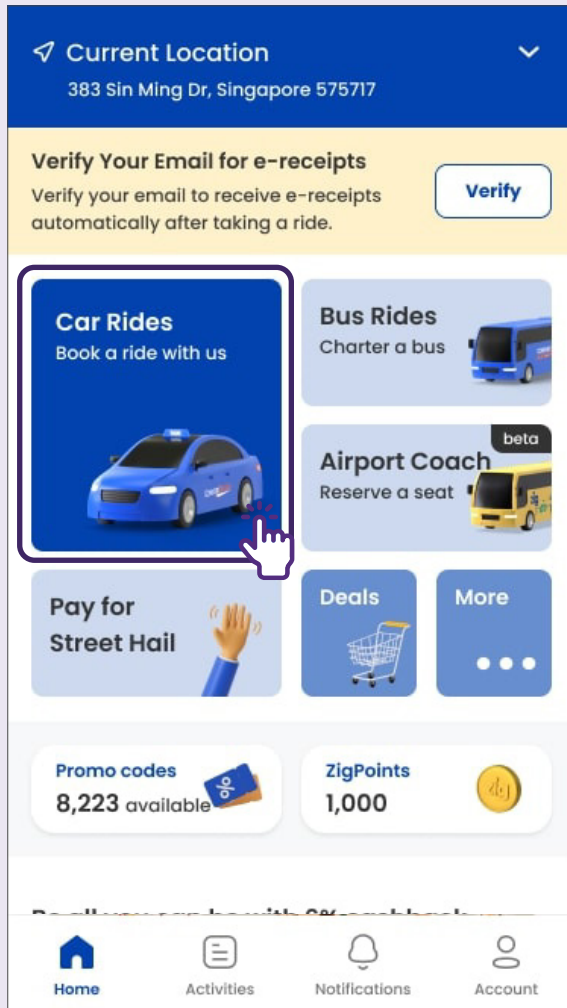 Current Location
383 Sin Ming Dr, Singapore 575717
Verify Your Email for e-receipts
Verify your email to receive e-receipts
automatically after taking a ride.
Verify
Car Rides
Book a ride with us
Bus Rides
Charter a bus
beta
Airport Coach
Reserve a seat
Pay for
Street Hail
Deals
More
Promo codes
8,223 available
ZigPoints
1,000
Home
Activities
Notifications
Account